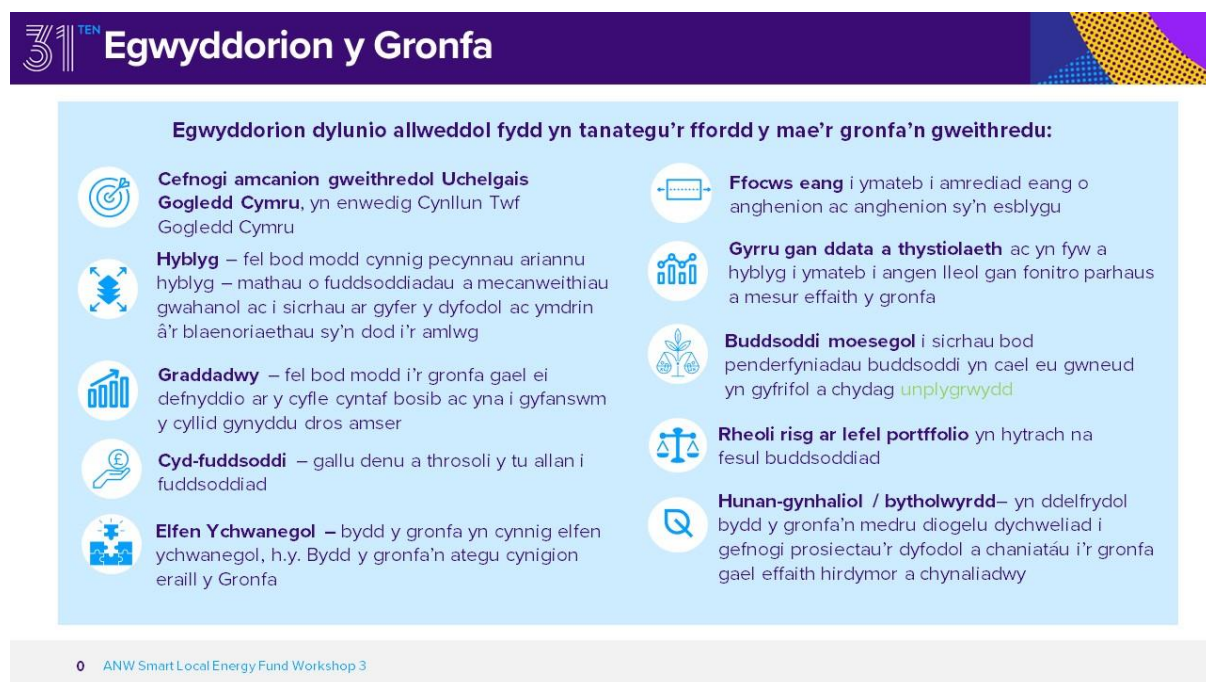 31 TEN Egwyddorion y Gronfa
Egwyddorion dylunio allweddol fydd yn tanategu'r ffordd y mae'r gronfa'n gweithredu:
Cefnogi amcanion gweithredol Uchelgais
Gogledd Cymru, yn enwedig Cynllun Twf
Gogledd Cymru
Hyblyg – fel bod modd cynnig pecynnau ariannu
hyblyg – mathau o fuddsoddiadau a mecanweithiau
gwahanol ac i sicrhau ar gyfer y dyfodol ac ymdrin
â'r blaenoriaethau sy'n dod i'r amlwg
Graddadwy – fel bod modd i'r gronfa gael ei
defnyddio ar y cyfle cyntaf bosib ac yna i gyfanswm
y cyllid gynyddu dros amser
Cyd-fuddsoddi – gallu denu a throsoli y tu allan i
fuddsoddiad
Elfen Ychwanegol – bydd y gronfa yn cynnig elfen
ychwanegol, h.y. Bydd y gronfa'n ategu cynigion
eraill y Gronfa
Ffocws eang i ymateb i amrediad eang o
anghenion ac anghenion sy'n esblygu
Gyrru gan ddata a thystiolaeth ac yn fyw a
hyblyg i ymateb i angen lleol gan fonitro parhaus
a mesur effaith y gronfa
Buddsoddi moesegol i sicrhau bod
penderfyniadau buddsoddi yn cael eu gwneud
yn gyfrifol a chydag unplygrwydd
Rheoli risg ar lefel portffolio yn hytrach na
fesul buddsoddiad
Hunan-gynhaliol / bytholwyrdd– yn ddelfrydol
bydd y gronfa'n medru diogelu dychweliad i
gefnogi prosiectau'r dyfodol a chaniatáu i'r gronfa
gael effaith hirdymor a chynaliadwy
0 ANW Smart Local Energy Fund Workshop 3